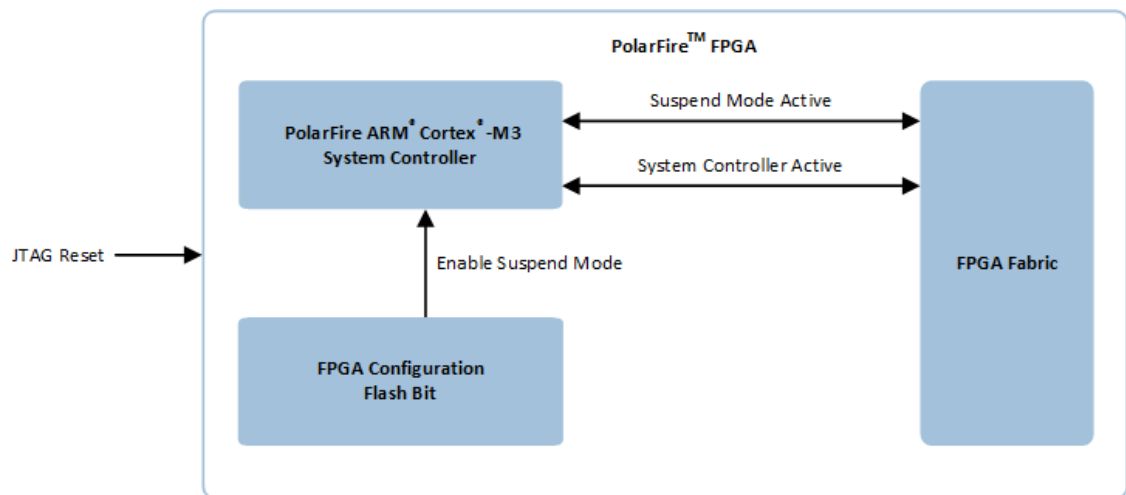 PolarFire™ FPGA
PolarFire ARM® Cortex®-M3
System Controller
Suspend Mode Active
System Controller Active
JTAG Reset
Enable Suspend Mode
FPGA Fabric
FPGA Configuration
Flash Bit